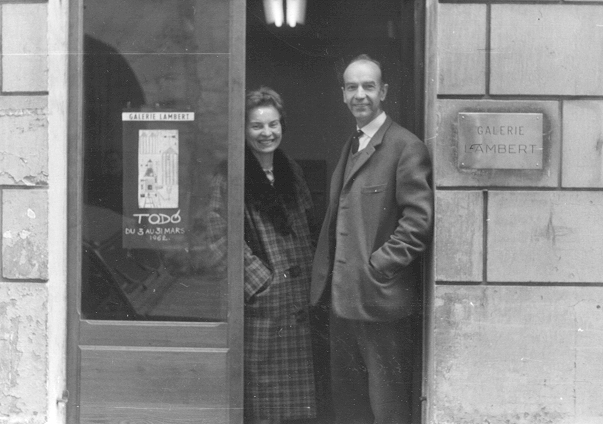 GALERIE LAMBERT
TODÓ
DU 3 AU 31 MARS
1962.
GALERIE
LAMBERT